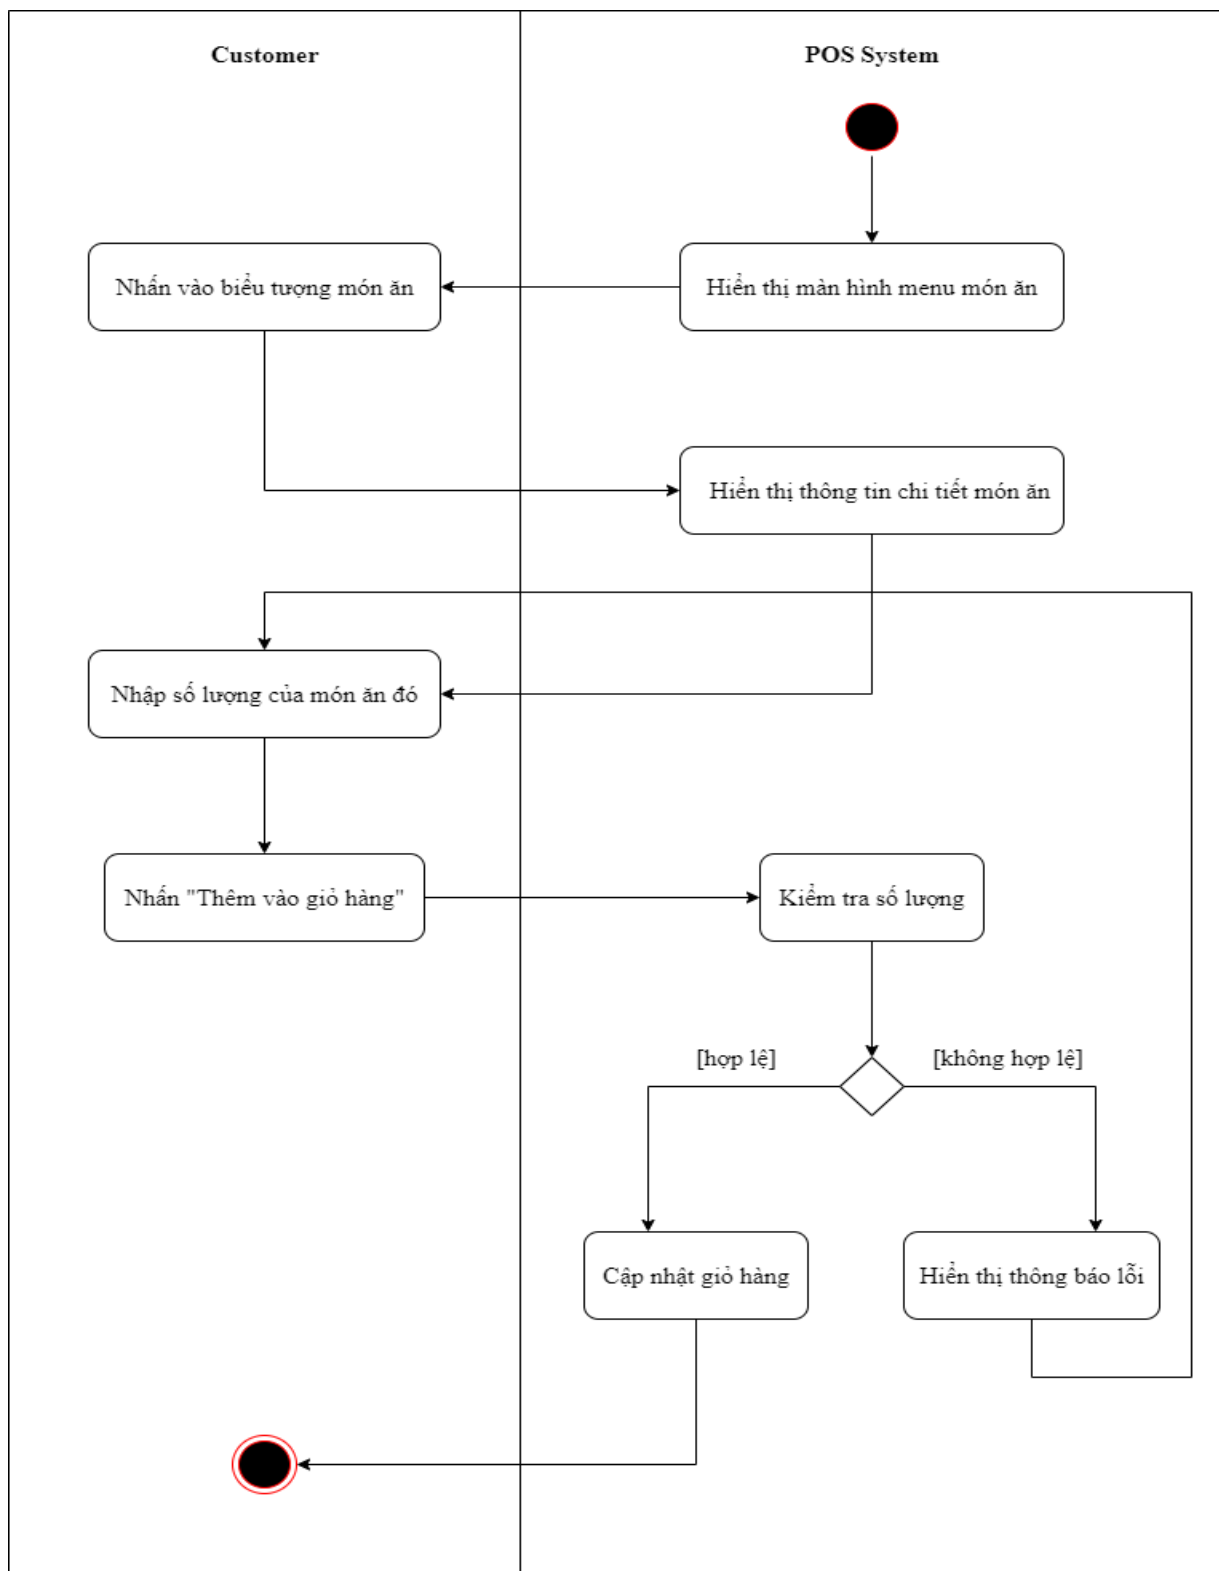 Customer
POS System
Nhấn vào biểu tượng món ăn
Hiển thị màn hình menu món ăn
Hiển thị thông tin chi tiết món ăn
Nhập số lượng của món ăn đó
Nhấn "Thêm vào giỏ hàng"
Kiểm tra số lượng
[hợp lệ]
[không hợp lệ]
Cập nhật giỏ hàng
Hiển thị thông báo lỗi